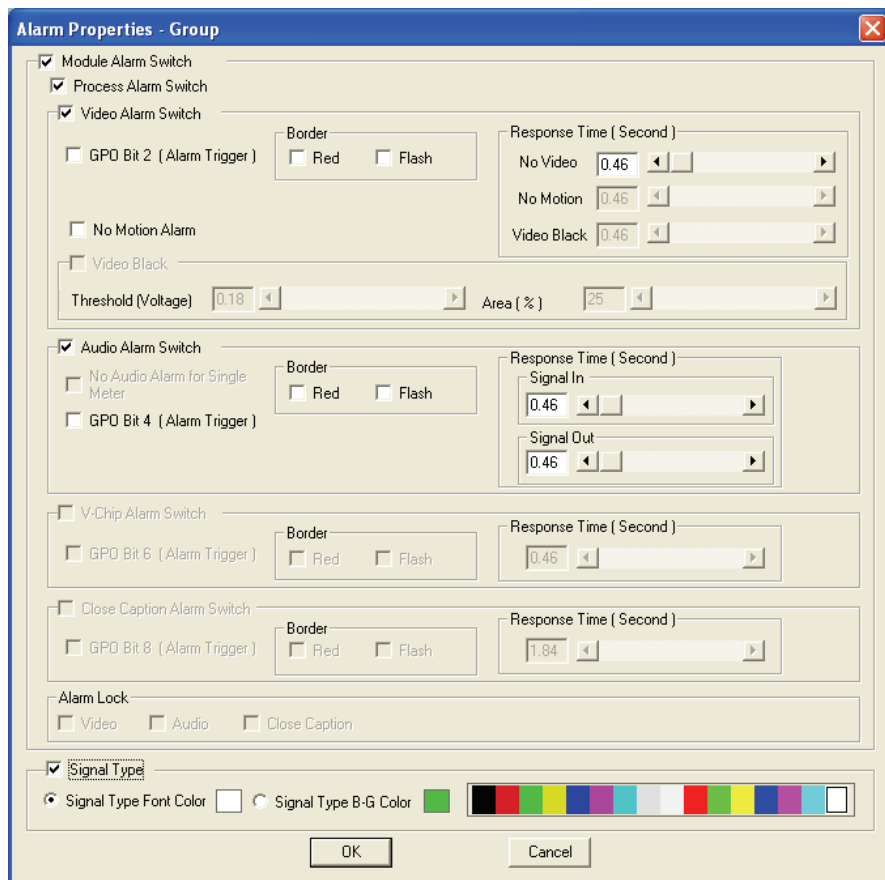 Alarm Properties - Group
Module Alarm Switch
Process Alarm Switch
Video Alarm Switch
GPO Bit 2 ( Alarm Trigger )
Border
Red
Flash
No Motion Alarm
Response Time ( Second )
No Video 0.46
No Motion 0.46
Video Black 0.46
Video Black
Threshold (Voltage) 0.18
Area ( % ) 25
Audio Alarm Switch
No Audio Alarm for Single
Meter
GPO Bit 4 ( Alarm Trigger )
Border
Red
Flash
Response Time ( Second )
Signal In
0.46
Signal Out
0.46
V-Chip Alarm Switch
GPO Bit 6 ( Alarm Trigger )
Border
Red
Flash
Response Time ( Second )
0.46
Close Caption Alarm Switch
GPO Bit 8 ( Alarm Trigger )
Border
Red
Flash
Response Time ( Second )
1.84
Alarm Lock
Video
Audio
Close Caption
Signal Type
Signal Type Font Color
Signal Type B-G Color
OK
Cancel